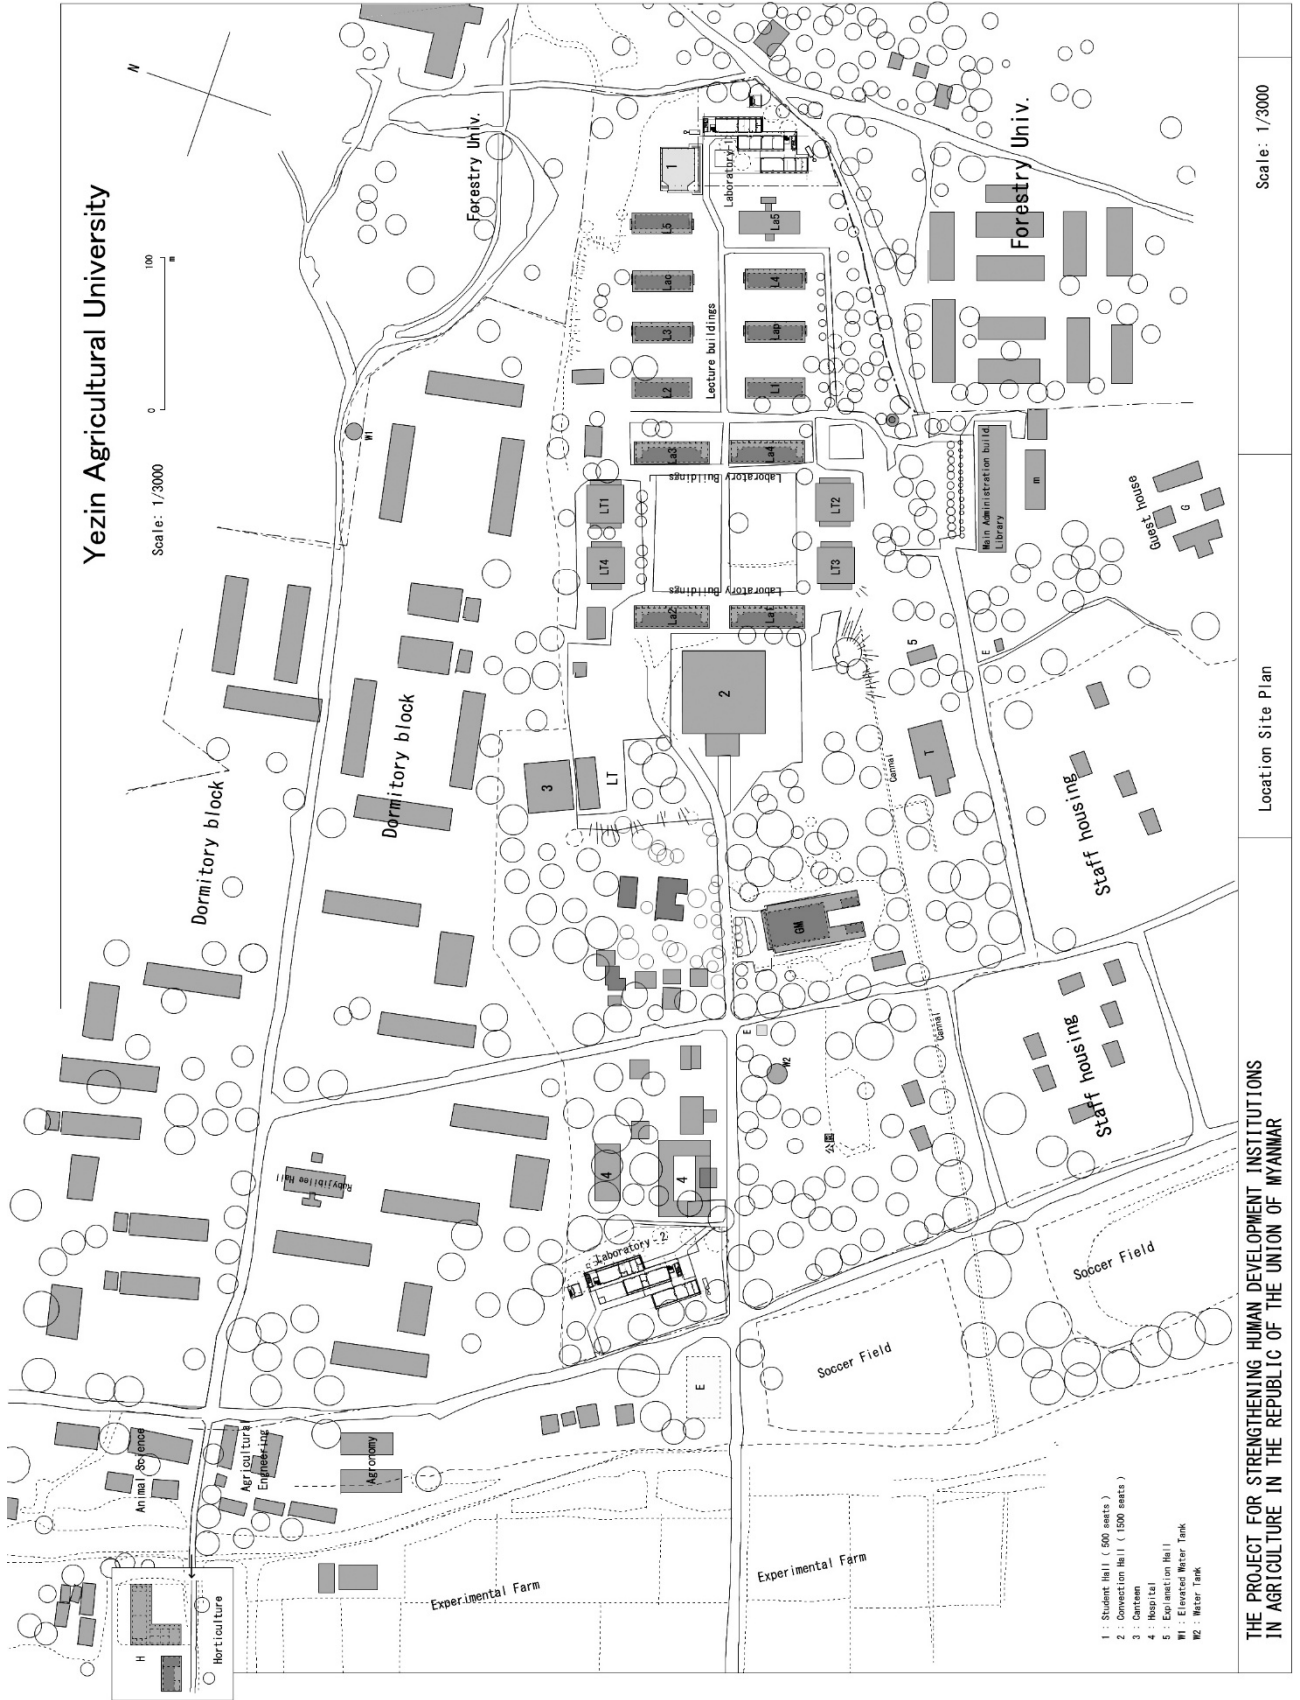 Yezin Agricultural University
Scale: 1/3000
0
100
m
N
Forestry Univ.
W1
Dormitory block
Dormitory block
Rubyjibilee Hall
Animal Science
Agricultural
Engneering
Agronomy
H
Horticulture
1
Laboratory-1
L5
La5
Lac
L4
L3
Lap
L2
L1
Lecture buildings
Forestry Univ.
La3
La4
Laboratory Buildings
LT1
LT2
LT4
LT3
Laboratory Buildings
La2
La1
Main Administration build.
Library
m
Guest house
G
2
5
E
3
LT
T
Cannal
Staff housing
GM
E
W2
Cannal
公園
Staff housing
4
4
Laboratory - 2
Soccer Field
Soccer Field
E
Experimental Farm
Experimental Farm
1 : Student Hall ( 500 seats )
2 : Convection Hall ( 1500 seats )
3 : Canteen
4 : Hospital
5 : Explanation Hall
W1 : Elevated Water Tank
W2 : Water Tank
THE PROJECT FOR STRENGTHENING HUMAN DEVELOPMENT INSTITUTIONS
IN AGRICULTURE IN THE REPUBLIC OF THE UNION OF MYANMAR
Location Site Plan
Scale: 1/3000